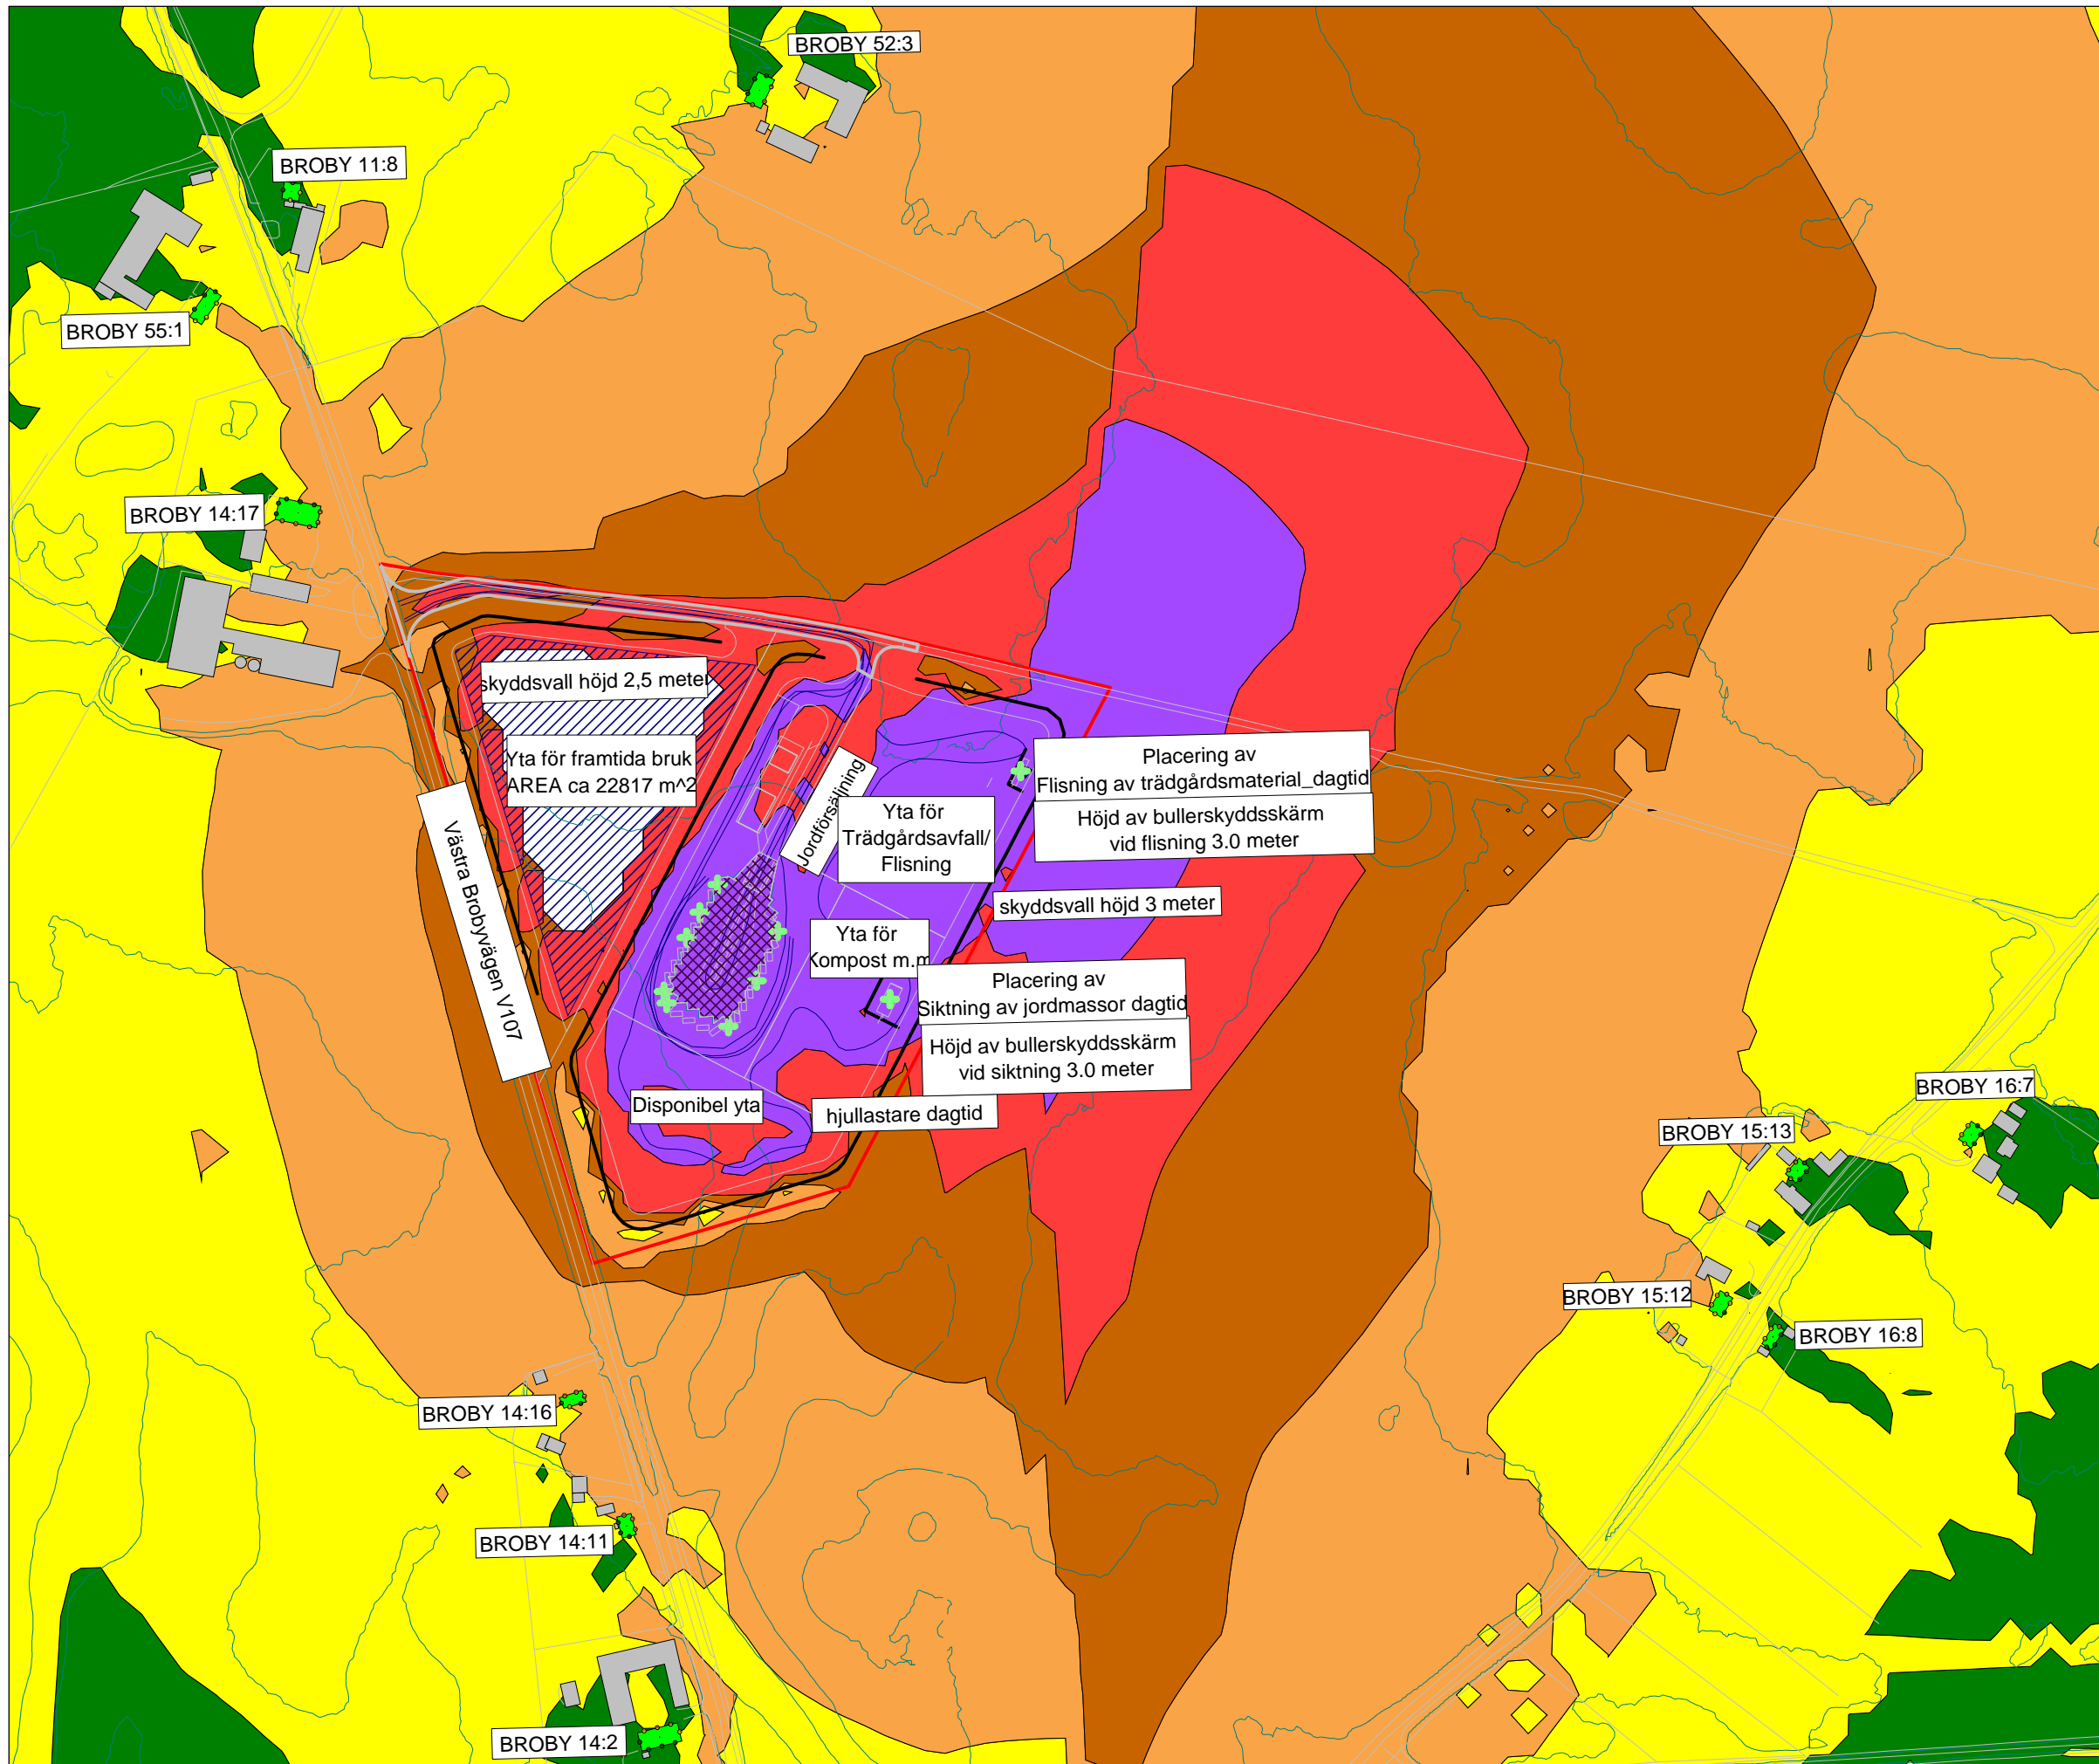 BROBY 52:3
BROBY 11:8
BROBY 55:1
BROBY 14:17
skyddsvall höjd 2,5 meter
Yta för framtida bruk
AREA ca 22817 m^2
Västra Brobyvägen V107
Jordförsäljning
Placering av
Flisning av trädgårdsmaterial_dagtid
Höjd av bullerskyddsskärm
vid flisning 3.0 meter
Yta för
Trädgårdsavfall/
Flisning
skyddsvall höjd 3 meter
Yta för
Kompost m.m
Placering av
Siktning av jordmassor dagtid
Höjd av bullerskyddsskärm
vid siktning 3.0 meter
Disponibel yta
hjullastare dagtid
BROBY 16:7
BROBY 15:13
BROBY 15:12
BROBY 16:8
BROBY 14:16
BROBY 14:11
BROBY 14:2